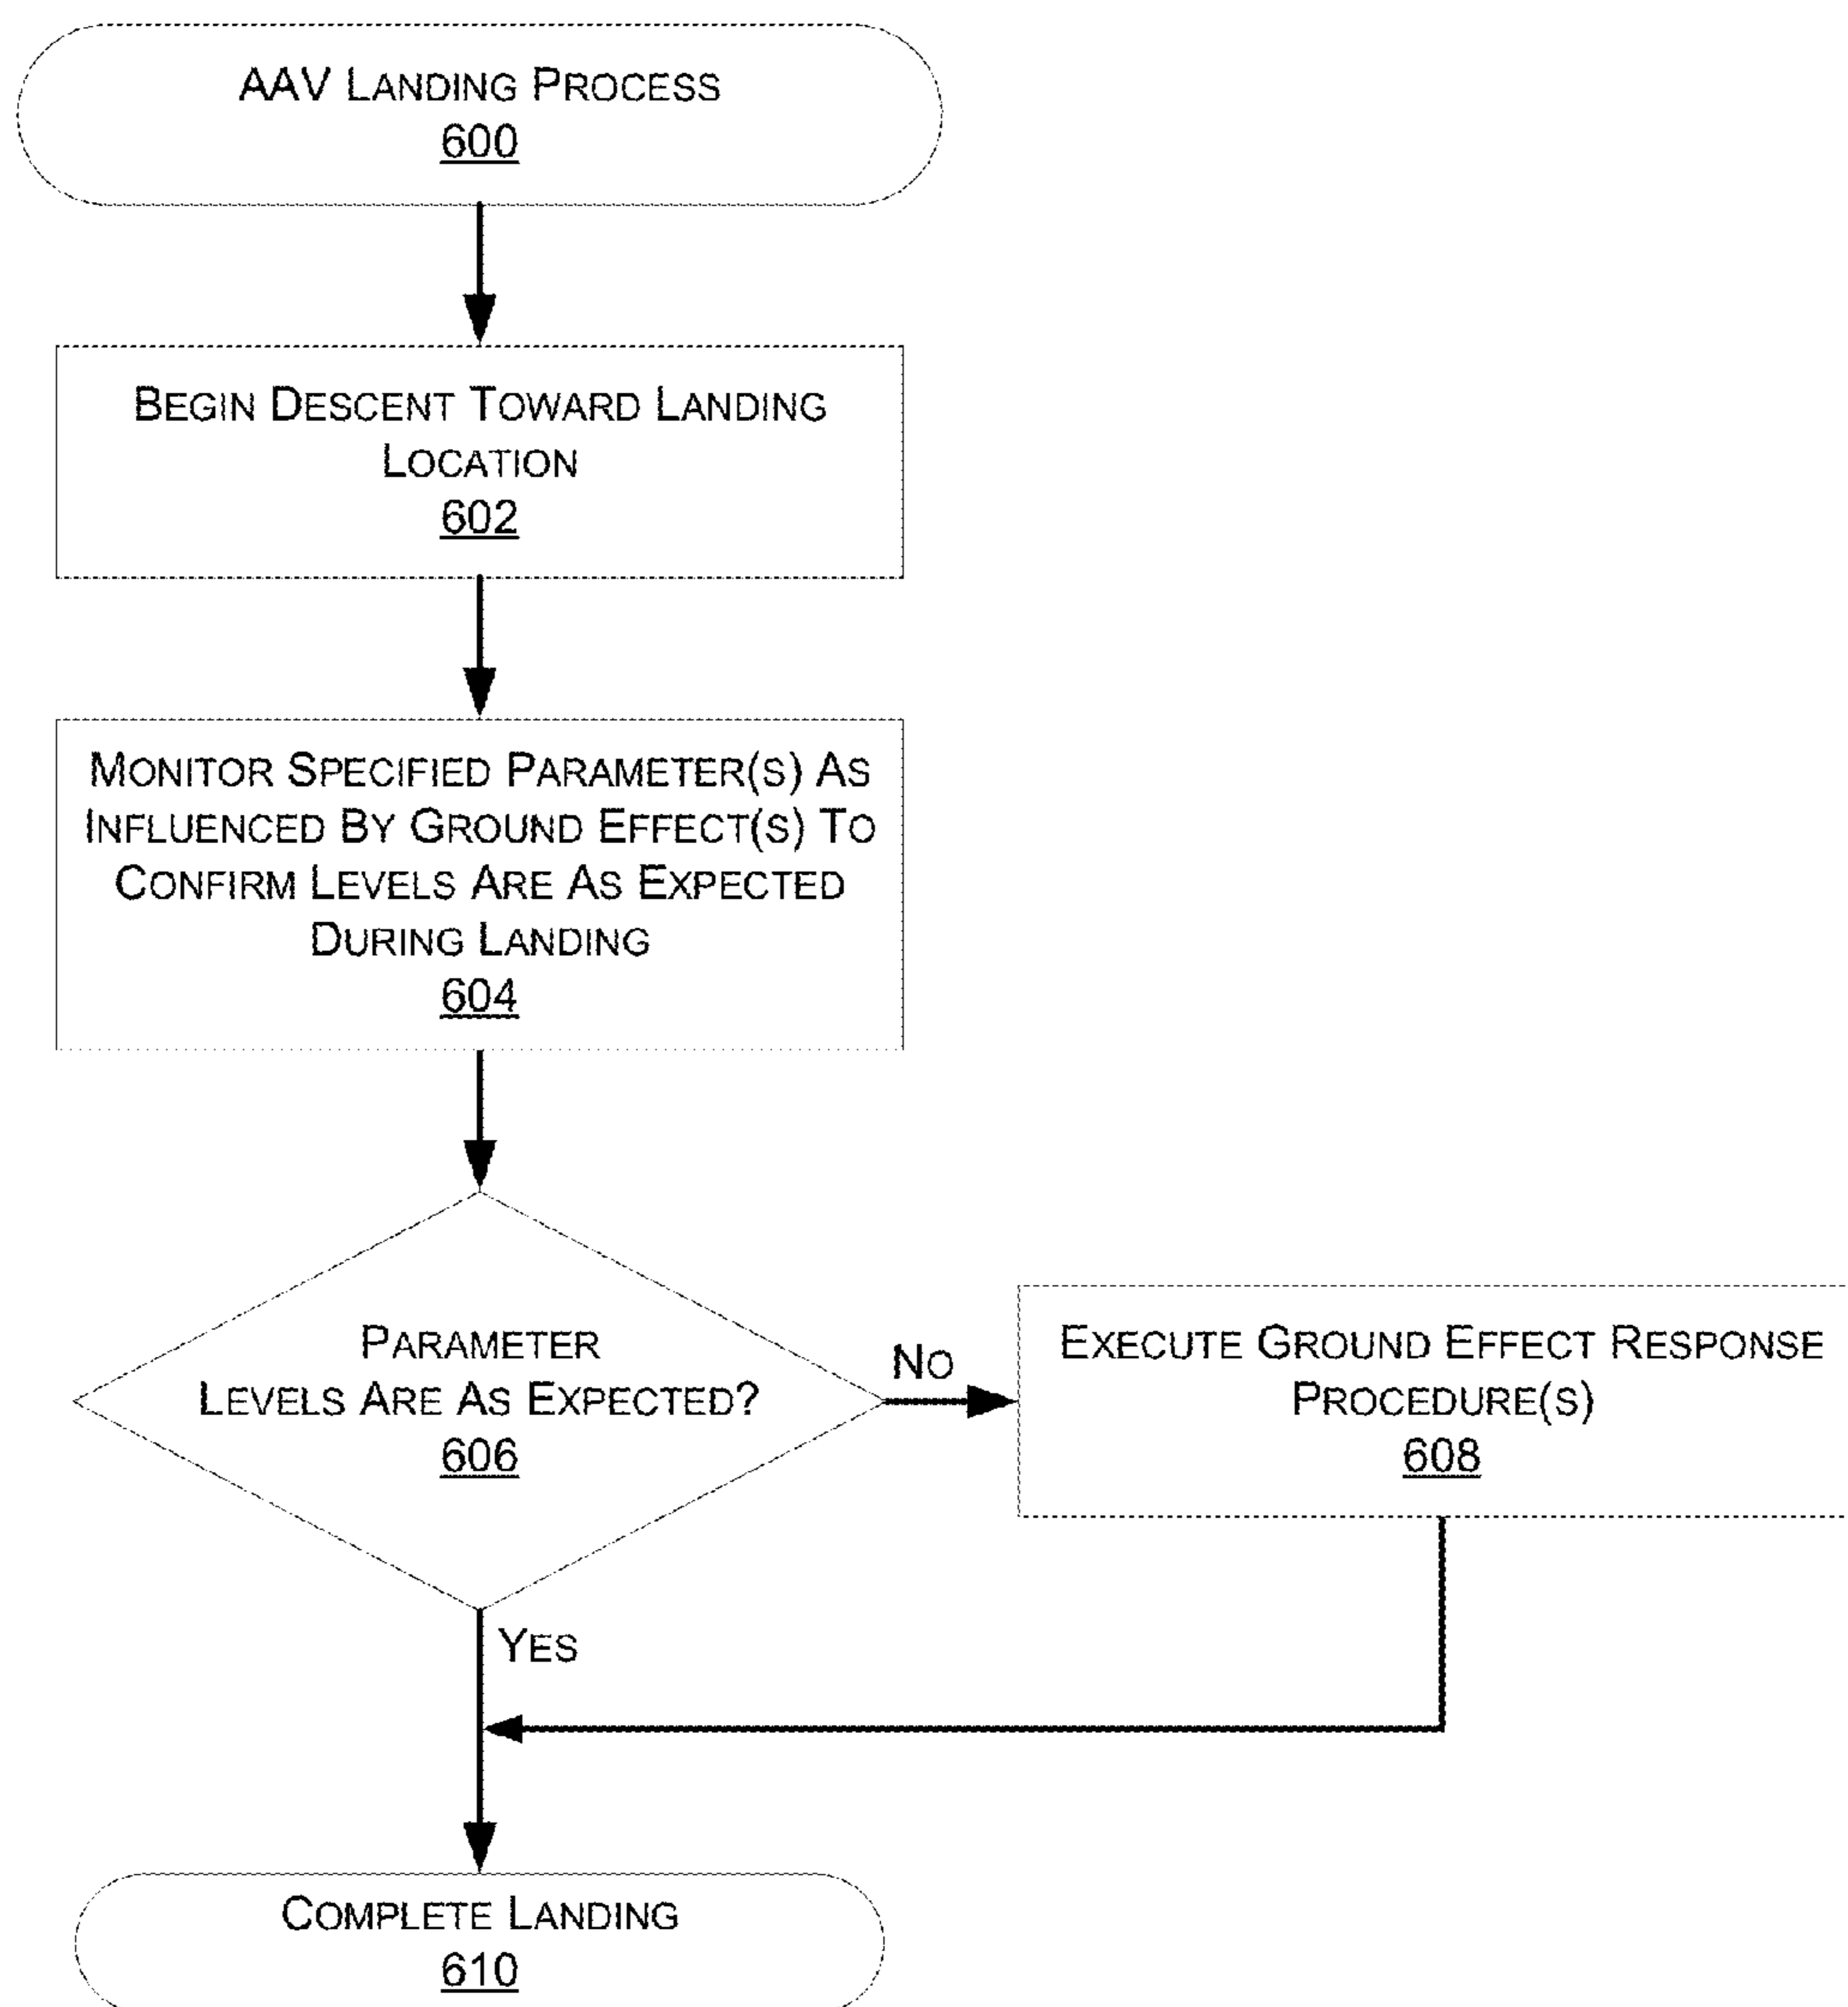 AAV LANDING PROCESS
600
BEGIN DESCENT TOWARD LANDING
LOCATION
602
MONITOR SPECIFIED PARAMETER(S) AS
INFLUENCED BY GROUND EFFECT(S) TO
CONFIRM LEVELS ARE AS EXPECTED
DURING LANDING
604
PARAMETER
LEVELS ARE AS EXPECTED?
606
NO
EXECUTE GROUND EFFECT RESPONSE
PROCEDURE(S)
608
YES
COMPLETE LANDING
610